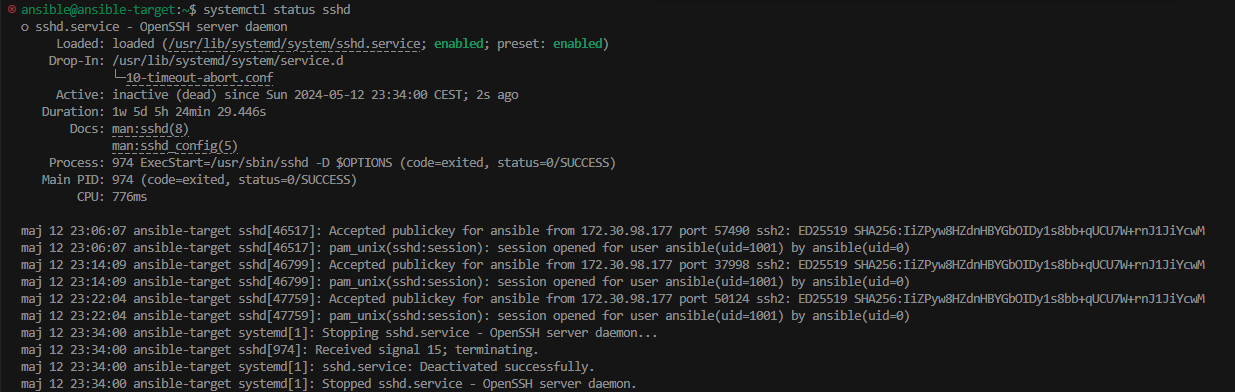 ansible@ansible-target:~$ systemctl status sshd
○ sshd.service - OpenSSH server daemon
Loaded: loaded (/usr/lib/systemd/system/sshd.service; enabled; preset: enabled)
Drop-In: /usr/lib/systemd/system/service.d
└─10-timeout-abort.conf
Active: inactive (dead) since Sun 2024-05-12 23:34:00 CEST; 2s ago
Duration: 1w 5d 5h 24min 29.446s
Docs: man:sshd(8)
man:sshd_config(5)
Process: 974 ExecStart=/usr/sbin/sshd -D $OPTIONS (code=exited, status=0/SUCCESS)
Main PID: 974 (code=exited, status=0/SUCCESS)
CPU: 776ms
maj 12 23:06:07 ansible-target sshd[46517]: Accepted publickey for ansible from 172.30.98.177 port 57490 ssh2: ED25519 SHA256:IiZPyw8HZdnHBYGbOIDy1s8bb+qUCU7W+rnJ1JiYcwM
maj 12 23:06:07 ansible-target sshd[46517]: pam_unix(sshd:session): session opened for user ansible(uid=1001) by ansible(uid=0)
maj 12 23:14:09 ansible-target sshd[46799]: Accepted publickey for ansible from 172.30.98.177 port 37998 ssh2: ED25519 SHA256:IiZPyw8HZdnHBYGbOIDy1s8bb+qUCU7W+rnJ1JiYcwM
maj 12 23:14:09 ansible-target sshd[46799]: pam_unix(sshd:session): session opened for user ansible(uid=1001) by ansible(uid=0)
maj 12 23:22:04 ansible-target sshd[47759]: Accepted publickey for ansible from 172.30.98.177 port 50124 ssh2: ED25519 SHA256:IiZPyw8HZdnHBYGbOIDy1s8bb+qUCU7W+rnJ1JiYcwM
maj 12 23:22:04 ansible-target sshd[47759]: pam_unix(sshd:session): session opened for user ansible(uid=1001) by ansible(uid=0)
maj 12 23:34:00 ansible-target systemd[1]: Stopping sshd.service - OpenSSH server daemon...
maj 12 23:34:00 ansible-target sshd[974]: Received signal 15; terminating.
maj 12 23:34:00 ansible-target systemd[1]: sshd.service: Deactivated successfully.
maj 12 23:34:00 ansible-target systemd[1]: Stopped sshd.service - OpenSSH server daemon.